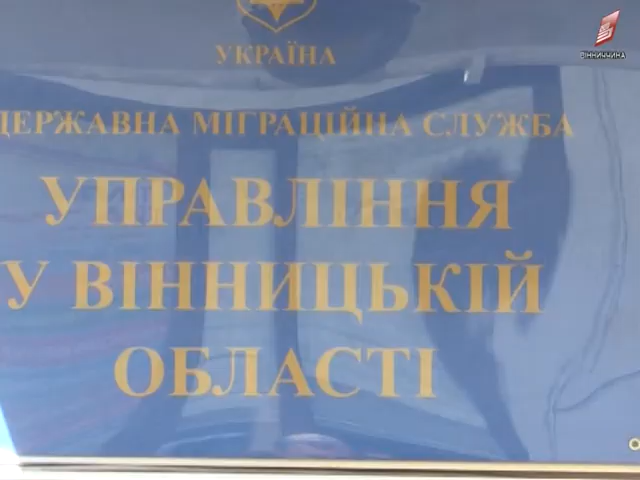 УКРАЇНА
ВІННИЧЧИНА
ДЕРЖАВНА МІГРАЦІЙНА СЛУЖБА
УПРАВЛІННЯ
У ВІННИЦЬКІЙ
ОБЛАСТІ